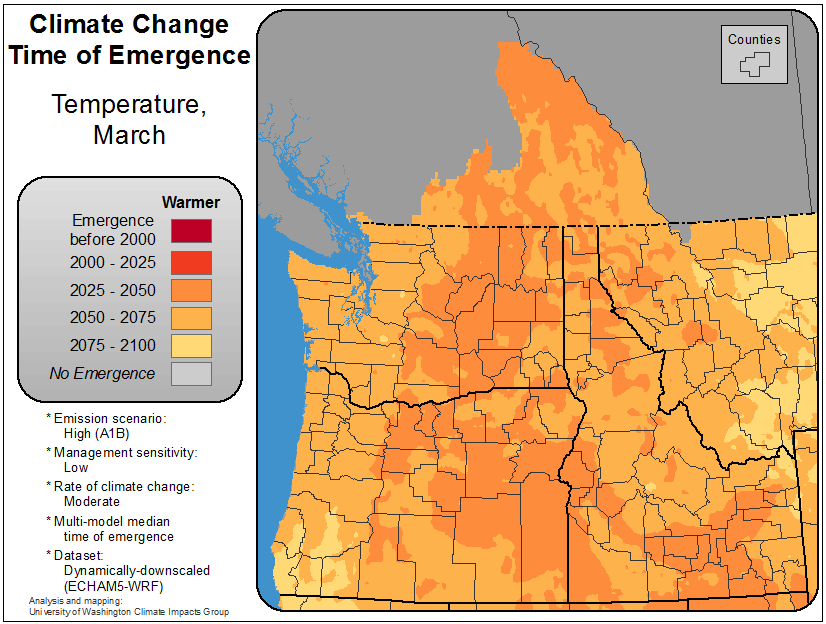 Climate Change
Time of Emergence
Temperature,
March
Warmer
Emergence
before 2000
2000 - 2025
2025 - 2050
2050 - 2075
2075 - 2100
No Emergence
* Emission scenario:
High (A1B)
* Management sensitivity:
Low
* Rate of climate change:
Moderate
* Multi-model median
time of emergence
* Dataset:
Dynamically-downscaled
(ECHAM5-WRF)
Analysis and mapping:
University of Washington Climate Impacts Group
Counties